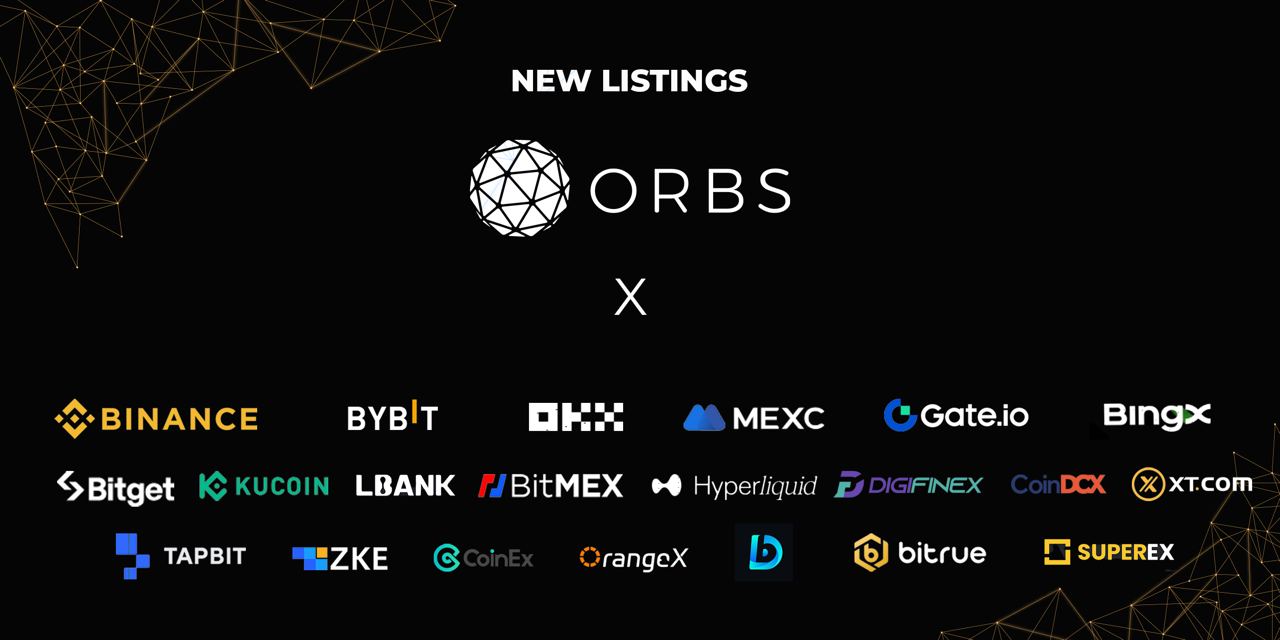 NEW LISTINGS
ORBS
X
BINANCE BYBIT OKX MEXC Gate.io BingX
Bitget KUCOIN LBANK BitMEX Hyperliquid DIGIFINEX CoinDCX XT.COM
TAPBIT ZKE CoinEx OrangeX b bitrue SUPEREX